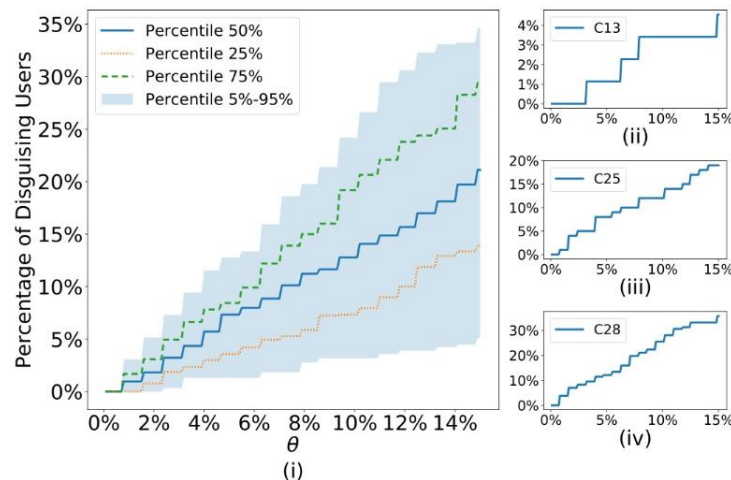 Percentage of Disguising Users
35%
30%
25%
20%
15%
10%
5%
0%
Percentile 50%
Percentile 25%
Percentile 75%
Percentile 5%-95%
0% 2% 4% 6% 8% 10% 12% 14%
θ
(i)
4%
3%
2%
1%
0%
C13
0% 5% 10% 15%
(ii)
20%
15%
10%
5%
0%
C25
0% 5% 10% 15%
(iii)
30%
20%
10%
0%
C28
0% 5% 10% 15%
(iv)